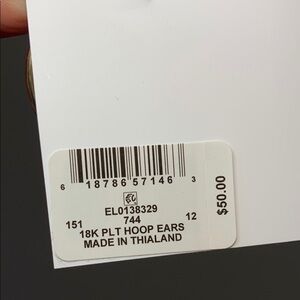 6 18786 57146 3
EL0138329
151 744 12
18K PLT HOOP EARS
MADE IN THIALAND
$50.00